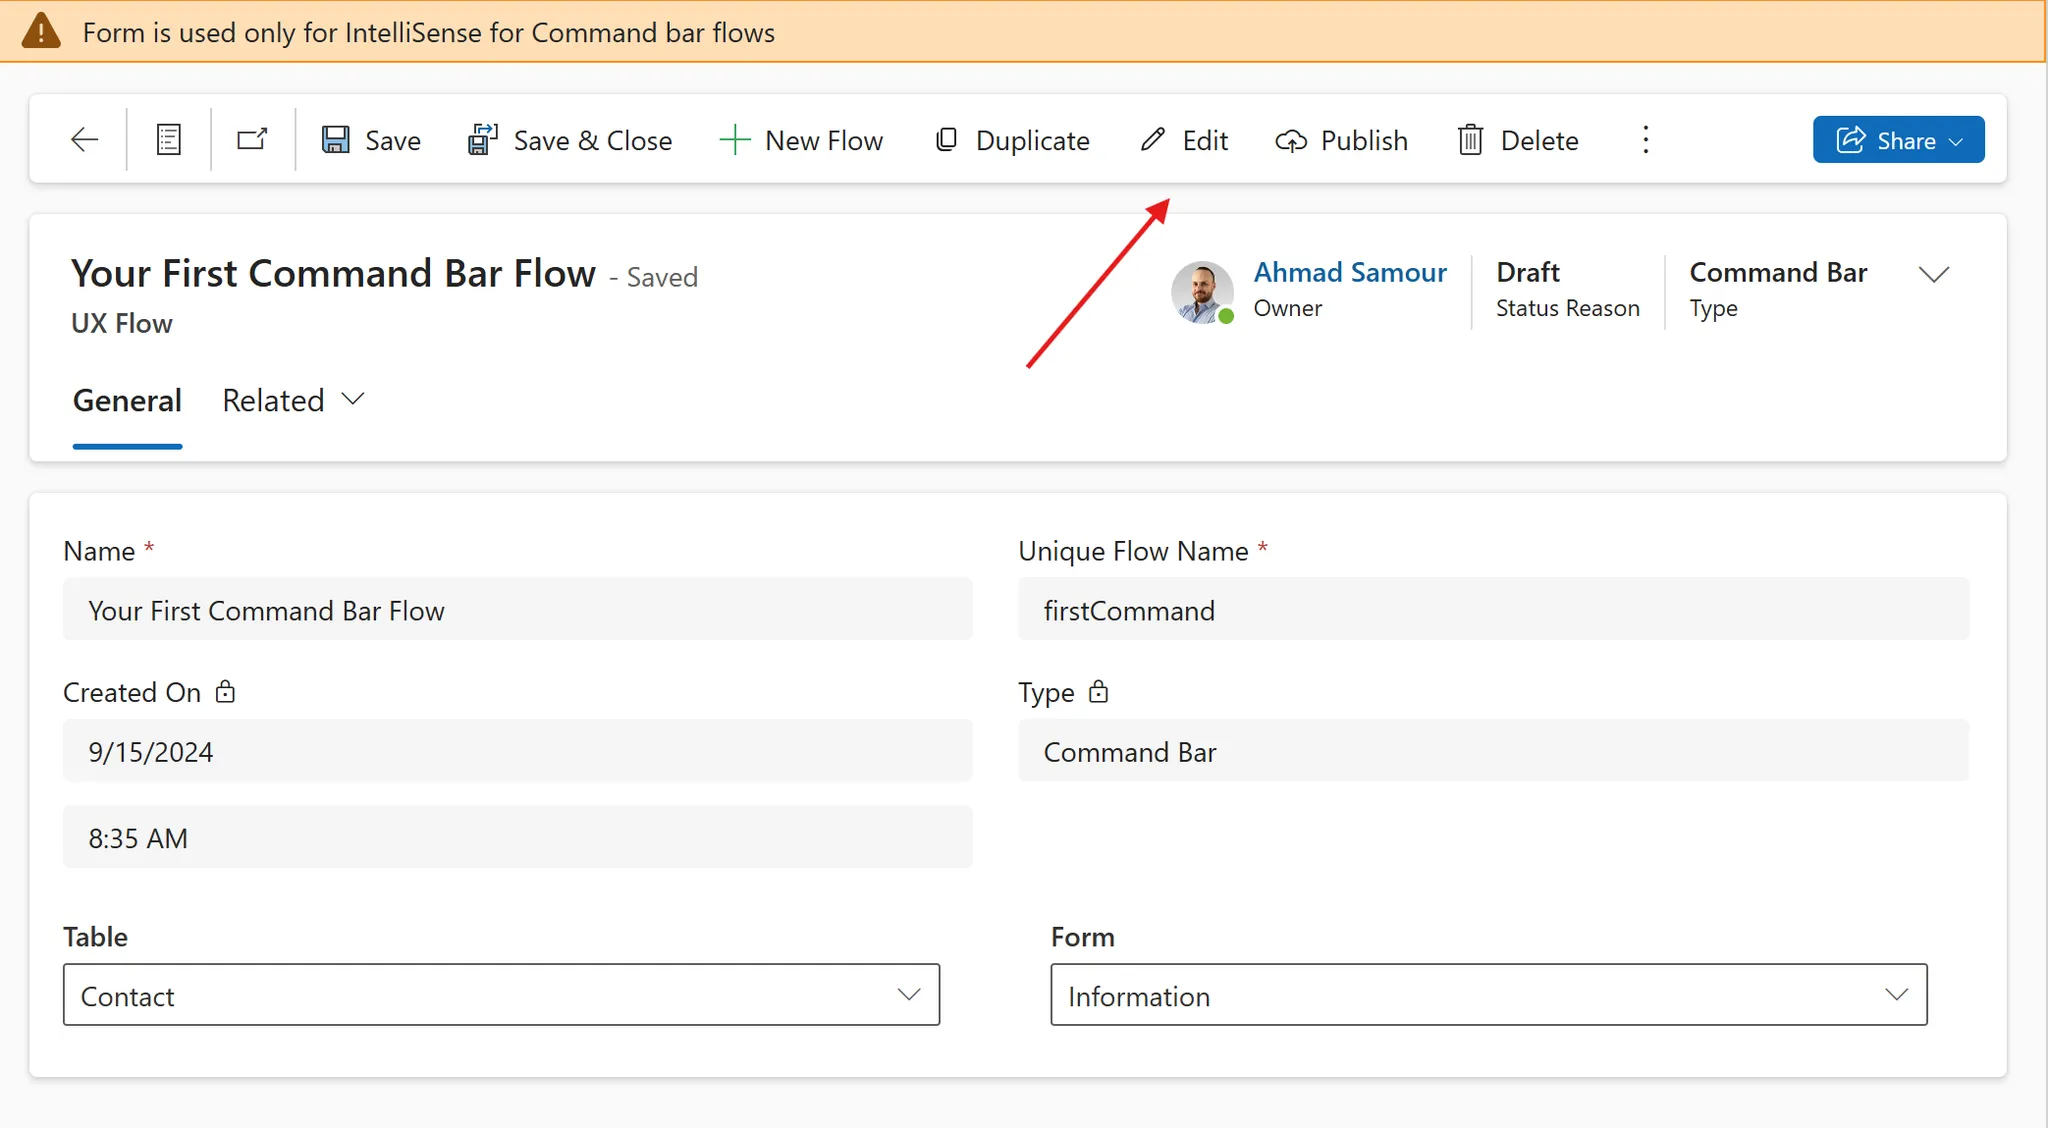 Form is used only for IntelliSense for Command bar flows
Save
Save & Close
New Flow
Duplicate
Edit
Publish
Delete
Share
Your First Command Bar Flow - Saved
UX Flow
Ahmad Samour
Owner
Draft
Status Reason
Command Bar
Type
General
Related
Name *
Your First Command Bar Flow
Unique Flow Name *
firstCommand
Created On
9/15/2024
8:35 AM
Type
Command Bar
Table
Contact
Form
Information